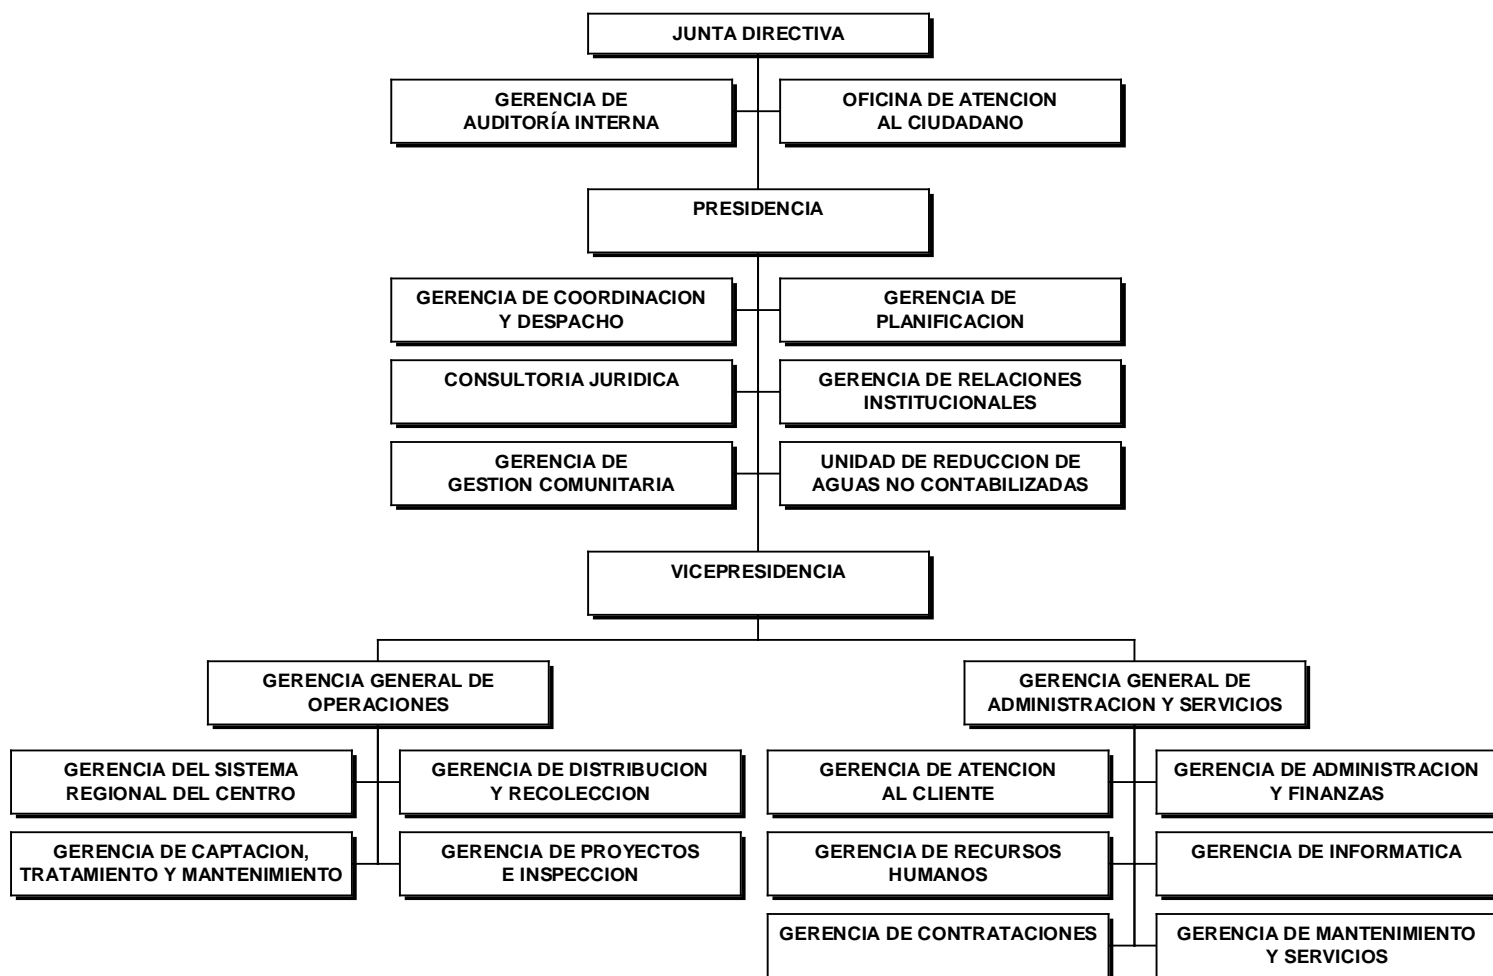 JUNTA DIRECTIVA
GERENCIA DE
AUDITORÍA INTERNA
OFICINA DE ATENCION
AL CIUDADANO
PRESIDENCIA
GERENCIA DE COORDINACION
Y DESPACHO
GERENCIA DE
PLANIFICACION
CONSULTORIA JURIDICA
GERENCIA DE RELACIONES
INSTITUCIONALES
GERENCIA DE
GESTION COMUNITARIA
UNIDAD DE REDUCCION DE
AGUAS NO CONTABILIZADAS
VICEPRESIDENCIA
GERENCIA GENERAL DE
OPERACIONES
GERENCIA GENERAL DE
ADMINISTRACION Y SERVICIOS
GERENCIA DEL SISTEMA
REGIONAL DEL CENTRO
GERENCIA DE DISTRIBUCION
Y RECOLECCION
GERENCIA DE ATENCION
AL CLIENTE
GERENCIA DE ADMINISTRACION
Y FINANZAS
GERENCIA DE CAPTACION,
TRATAMIENTO Y MANTENIMIENTO
GERENCIA DE PROYECTOS
E INSPECCION
GERENCIA DE RECURSOS
HUMANOS
GERENCIA DE INFORMATICA
GERENCIA DE CONTRATACIONES
GERENCIA DE MANTENIMIENTO
Y SERVICIOS